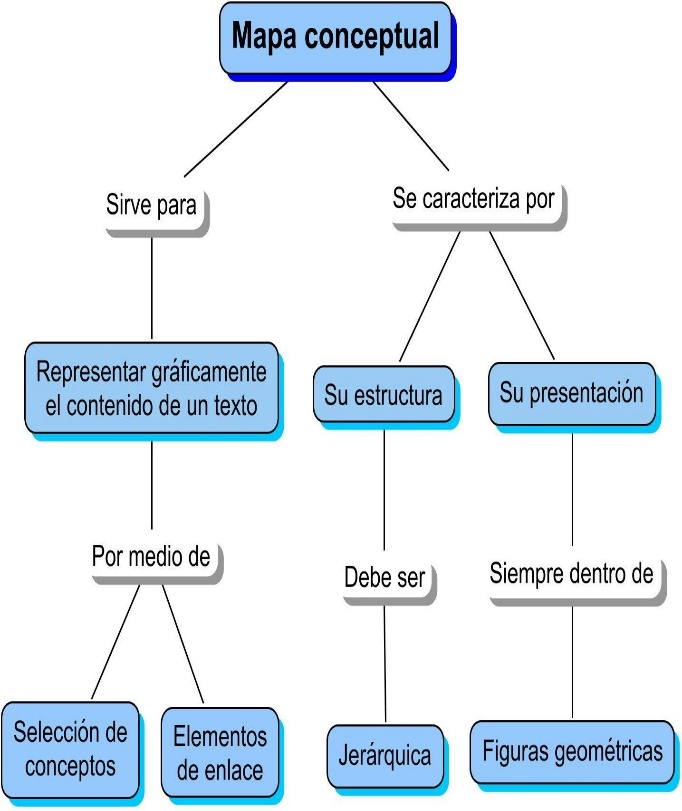 Mapa conceptual
Sirve para
Se caracteriza por
Representar gráficamente
el contenido de un texto
Su estructura
Su presentación
Por medio de
Debe ser
Siempre dentro de
Selección de
conceptos
Elementos
de enlace
Jerárquica
Figuras geométricas